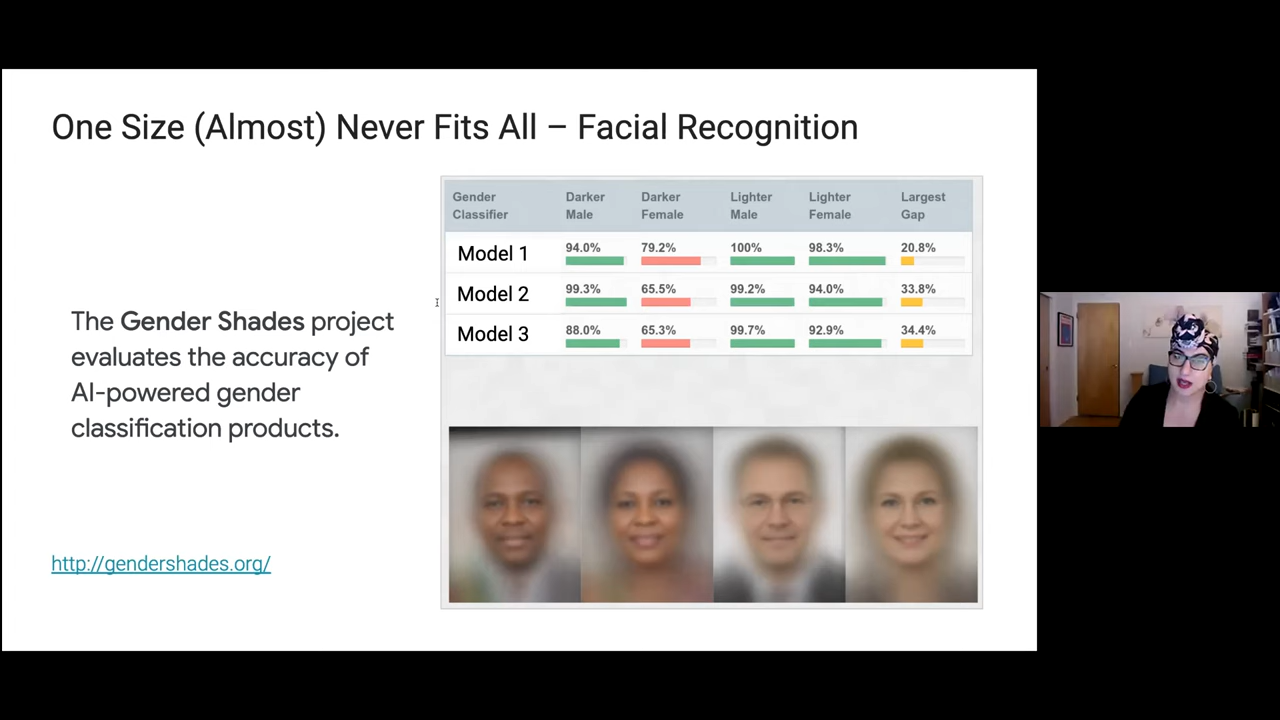 One Size (Almost) Never Fits All – Facial Recognition
The Gender Shades project
evaluates the accuracy of
AI-powered gender
classification products.
http://gendershades.org/
Gender Classifier Darker Male Darker Female Lighter Male Lighter Female Largest Gap
Model 1 94.0% 79.2% 100% 98.3% 20.8%
Model 2 99.3% 65.5% 99.2% 94.0% 33.8%
Model 3 88.0% 65.3% 99.7% 92.9% 34.4%